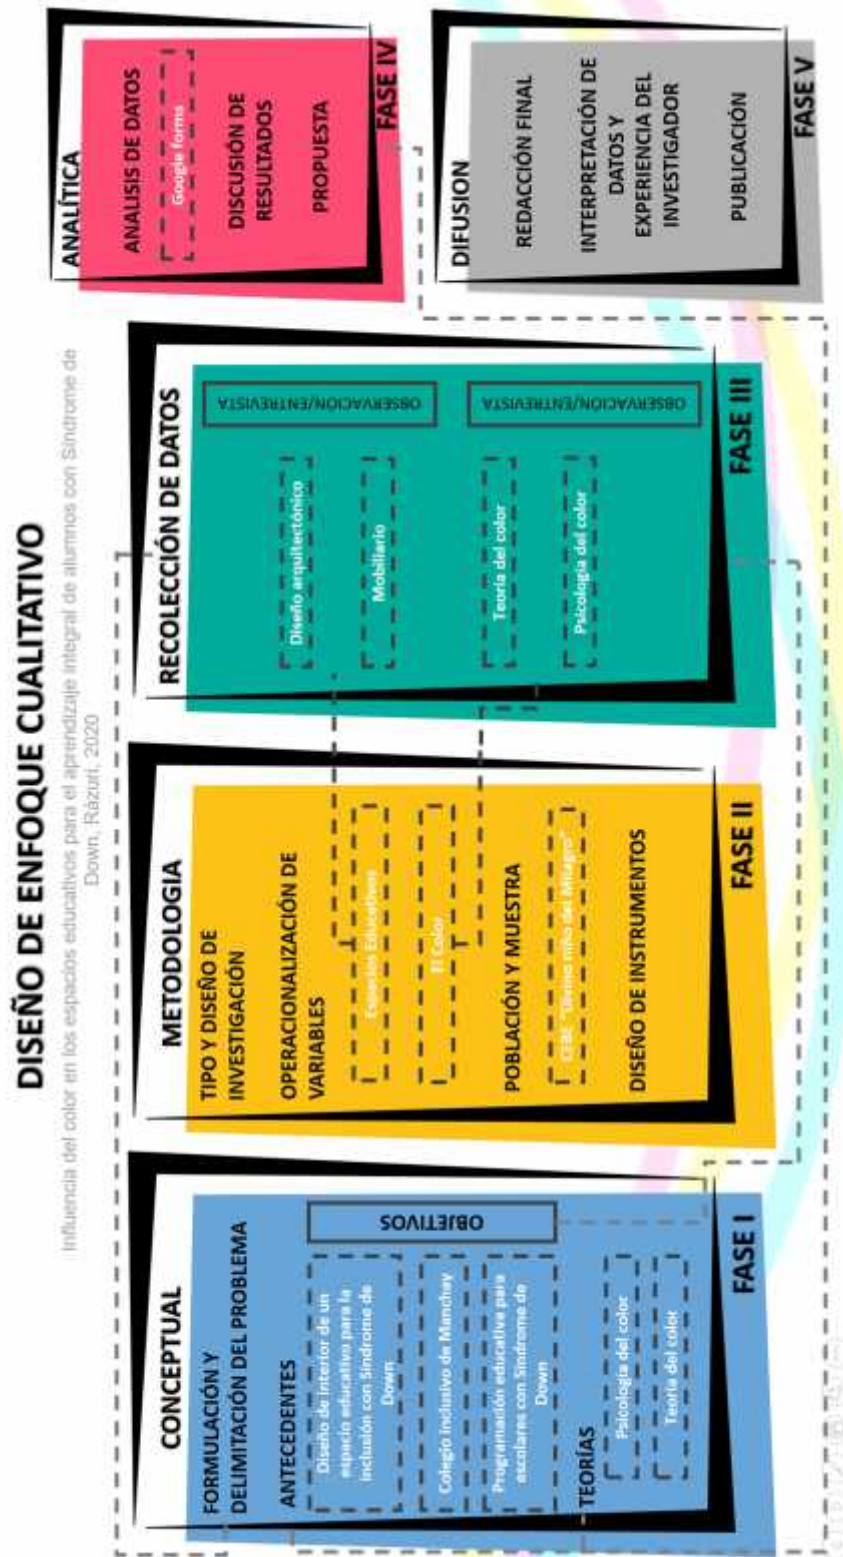 DISEÑO DE ENFOQUE CUALITATIVO
Influencia del color en los espacios educativos para el aprendizaje integral de alumnos con Síndrome de
Down, Rázuri, 2020
CONCEPTUAL
FORMULACIÓN Y
DELIMITACIÓN DEL PROBLEMA
ANTECEDENTES
Diseño de interior de un
espacio educativo para la
inclusión con Síndrome de
Down
Colegio inclusivo de Manchay
Programación educativa para
escolares con Síndrome de
Down
OBJETIVOS
TEORÍAS
Psicología del color
Teoría del color
FASE I
METODOLOGIA
TIPO Y DISEÑO DE
INVESTIGACIÓN
OPERACIONALIZACIÓN DE
VARIABLES
Espacios Educativos
El Color
POBLACIÓN Y MUESTRA
CEBE "Divino niño del Milagro"
DISEÑO DE INSTRUMENTOS
FASE II
RECOLECCIÓN DE DATOS
Diseño arquitectónico
Mobiliario
OBSERVACIÓN/ENTREVISTA
Teoría del color
Psicología del color
OBSERVACIÓN/ENTREVISTA
FASE III
ANALÍTICA
ANALISIS DE DATOS
Google forms
DISCUSIÓN DE
RESULTADOS
PROPUESTA
FASE IV
DIFUSION
REDACCIÓN FINAL
INTERPRETACIÓN DE
DATOS Y
EXPERIENCIA DEL
INVESTIGADOR
PUBLICACIÓN
FASE V